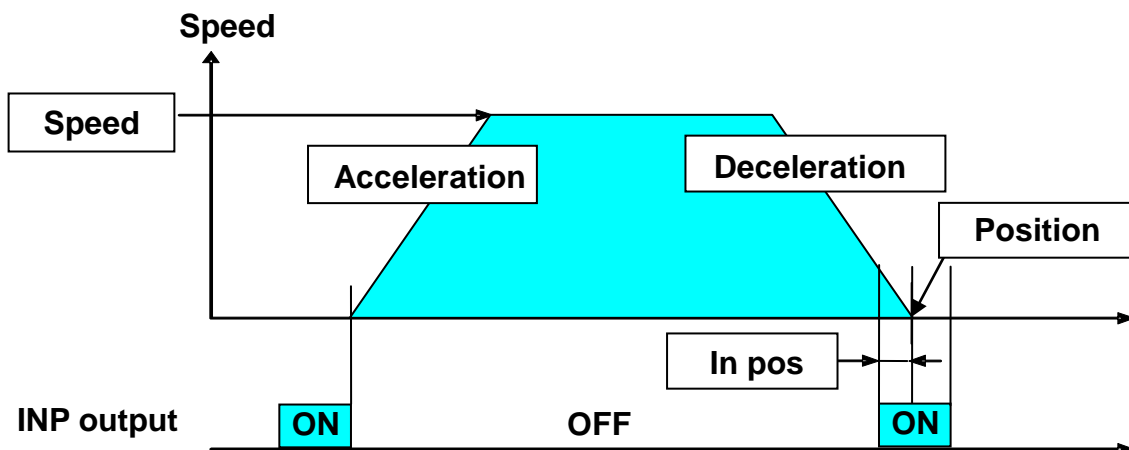 Speed
Speed
Acceleration
Deceleration
Position
In pos
INP output
ON
OFF
ON